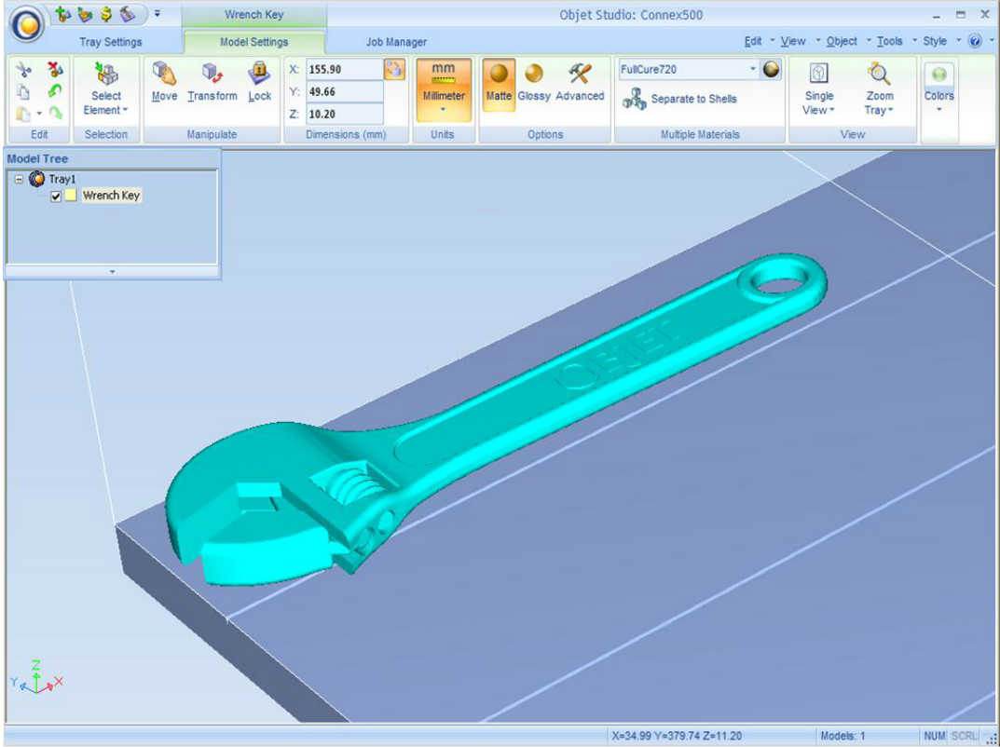 Wrench Key
Objet Studio: Connex500
Tray Settings
Model Settings
Job Manager
Edit
View
Object
Tools
Style
Select
Element
Move
Transform
Lock
X: 155.90
Y: 49.66
Z: 10.20
mm
Millimeter
Matte
Glossy
Advanced
FullCure720
Separate to Shells
Single
View
Zoom
Tray
Colors
Edit
Selection
Manipulate
Dimensions (mm)
Units
Options
Multiple Materials
View
Model Tree
Tray1
Wrench Key
OBJET
Z
Y
X
X=34.99 Y=379.74 Z=11.20
Models: 1
NUM
SCRL